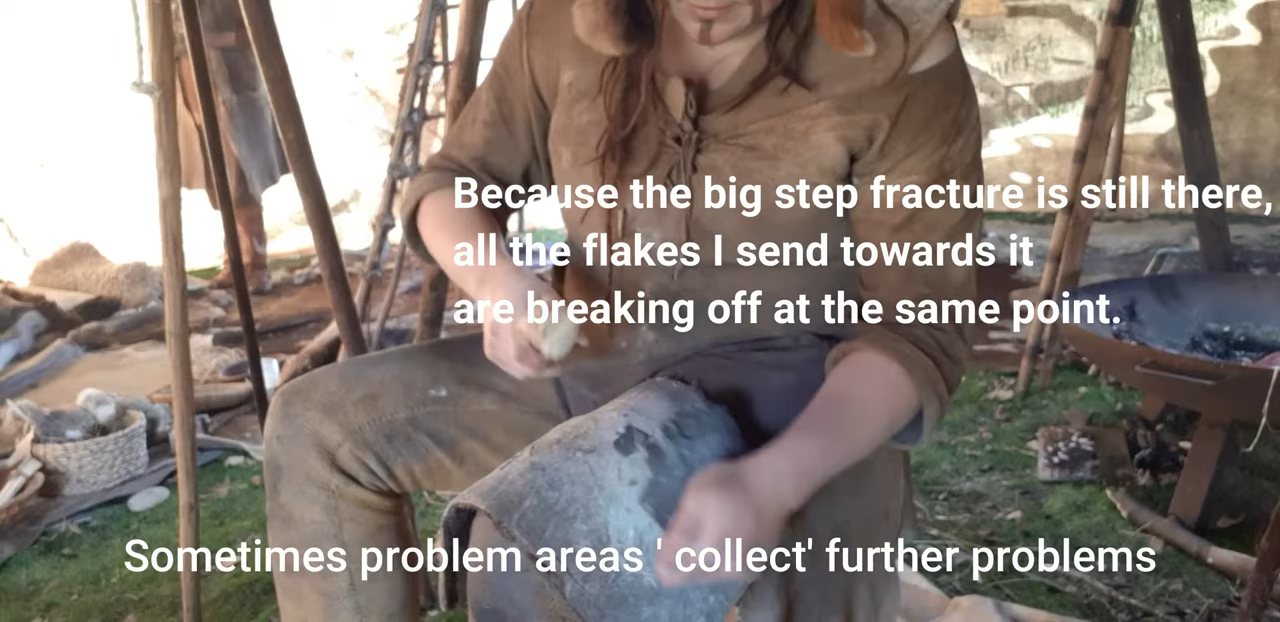 Because the big step fracture is still there,
all the flakes I send towards it
are breaking off at the same point.
Sometimes problem areas ' collect' further problems